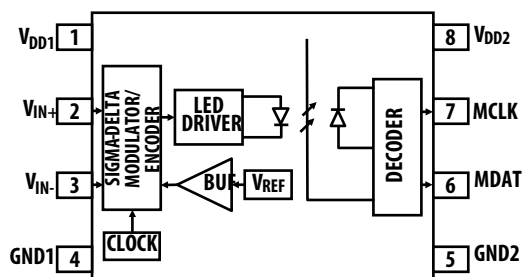 VDD1
1
8
VDD2
VIN+
2
SIGMA-DELTA
MODULATOR/
ENCODER
LED
DRIVER
DECODER
7
MCLK
VIN-
3
BUF
VREF
6
MDAT
GND1
4
CLOCK
5
GND2